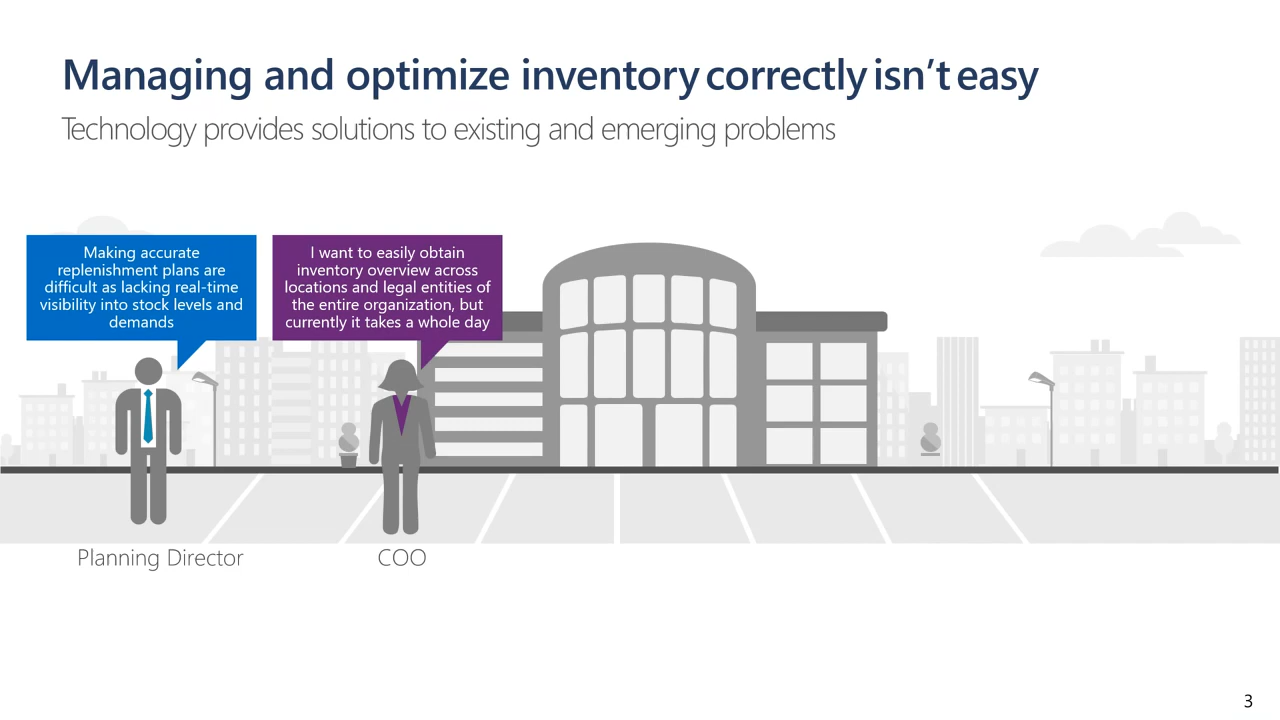 Managing and optimize inventory correctly isn’t easy
Technology provides solutions to existing and emerging problems
Making accurate
replenishment plans are
difficult as lacking real-time
visibility into stock levels and
demands
I want to easily obtain
inventory overview across
locations and legal entities of
the entire organization, but
currently it takes a whole day
Planning Director
COO
3